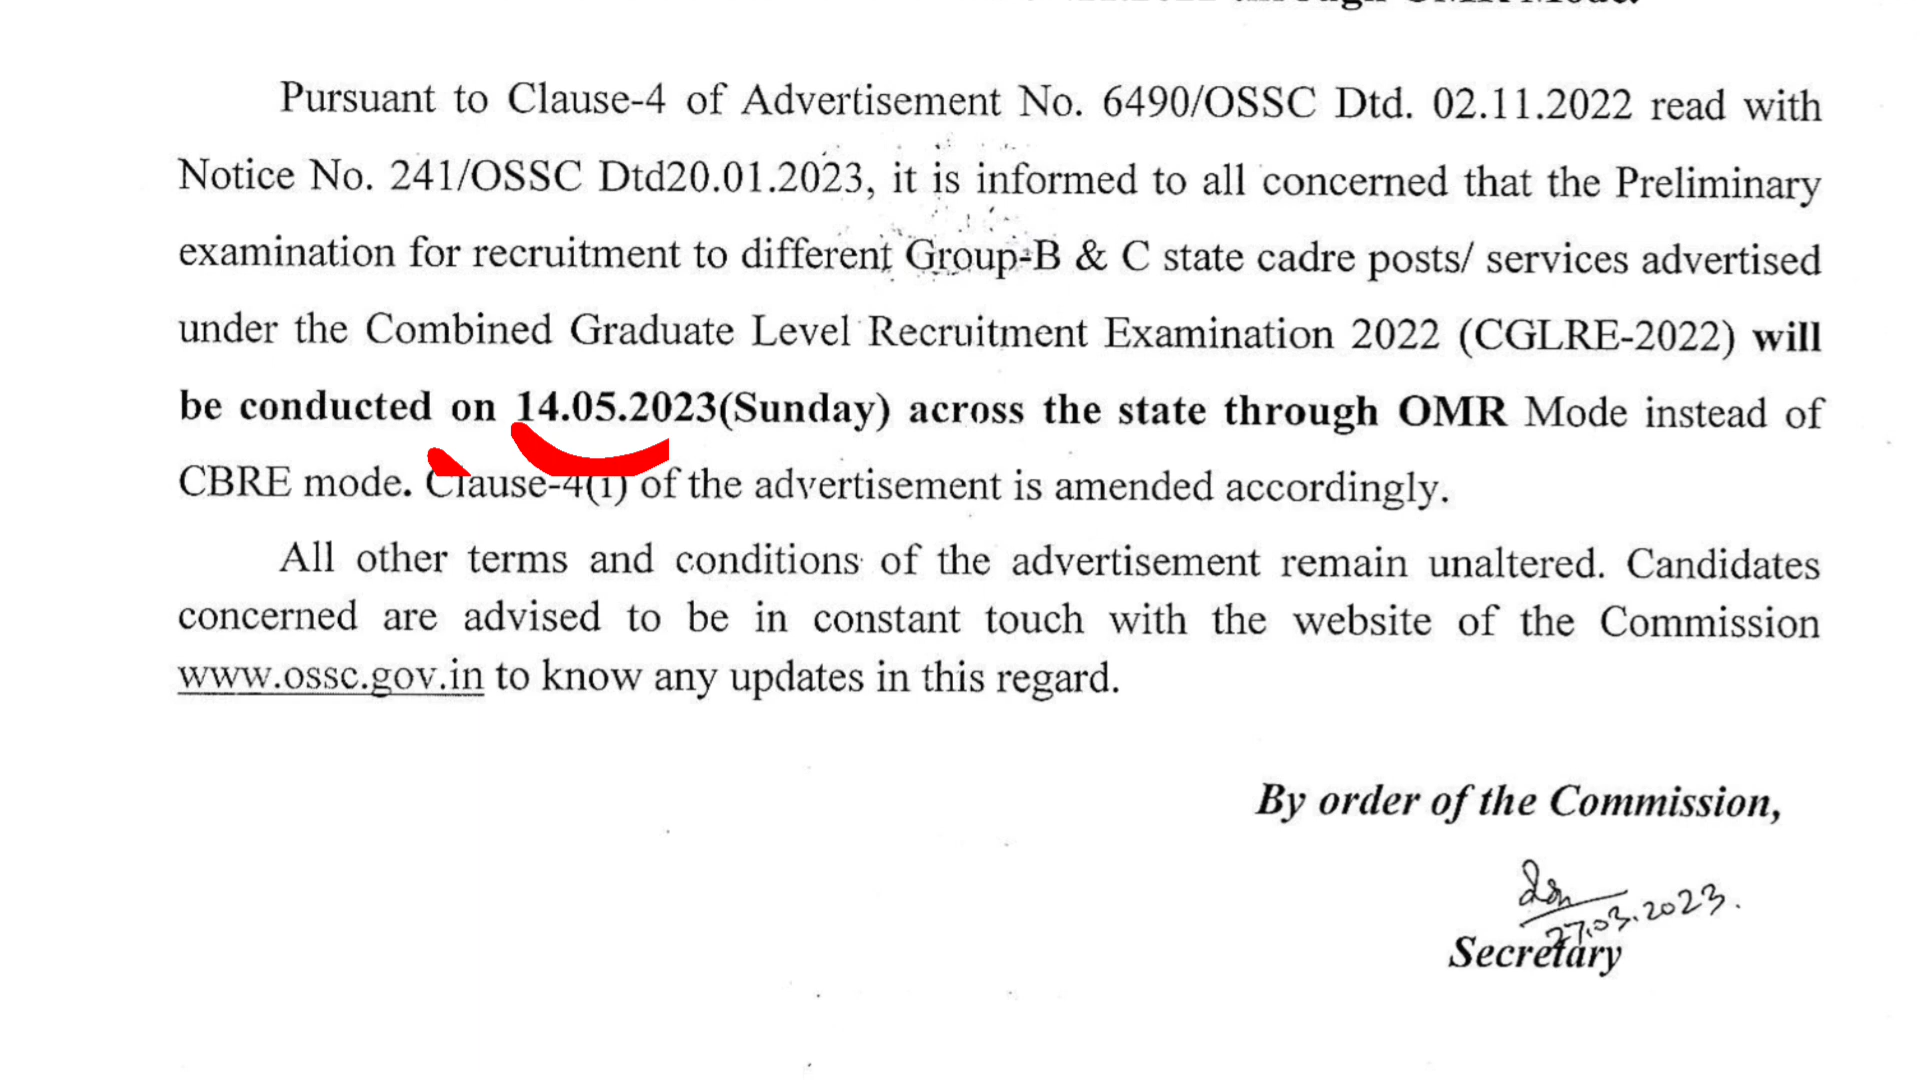 through OMR Mode.
Pursuant to Clause-4 of Advertisement No. 6490/OSSC Dtd. 02.11.2022 read with
Notice No. 241/OSSC Dtd20.01.2023, it is informed to all concerned that the Preliminary
examination for recruitment to different Group-B & C state cadre posts/ services advertised
under the Combined Graduate Level Recruitment Examination 2022 (CGLRE-2022) will
be conducted on 14.05.2023(Sunday) across the state through OMR Mode instead of
CBRE mode. Clause-4(i) of the advertisement is amended accordingly.
All other terms and conditions of the advertisement remain unaltered. Candidates
concerned are advised to be in constant touch with the website of the Commission
www.ossc.gov.in to know any updates in this regard.
By order of the Commission,
27.03.2023.
Secretary